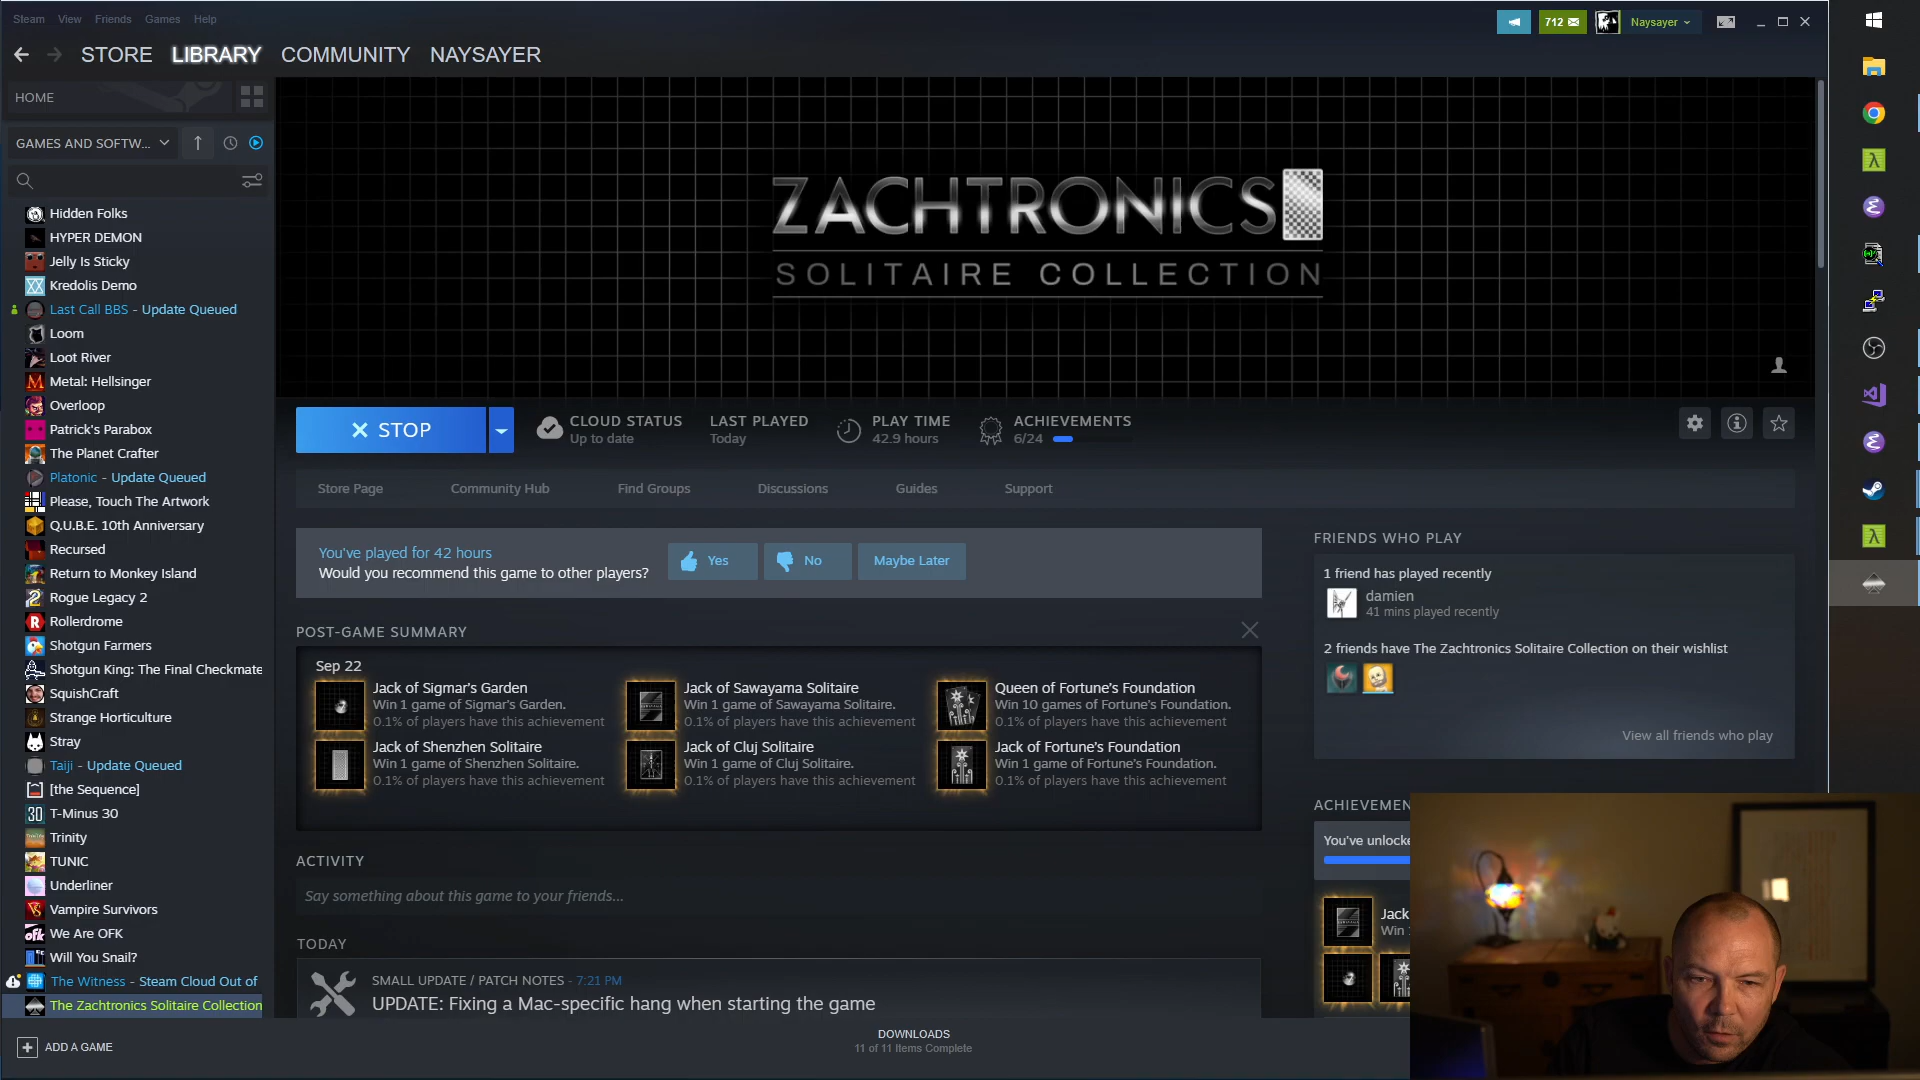 Steam View Friends Games Help
712
Naysayer
STORE LIBRARY COMMUNITY NAYSAYER
HOME
GAMES AND SOFTW...
Hidden Folks
HYPER DEMON
Jelly Is Sticky
Kredolis Demo
Last Call BBS - Update Queued
Loom
Loot River
Metal: Hellsinger
Overloop
Patrick's Parabox
The Planet Crafter
Platonic - Update Queued
Please, Touch The Artwork
Q.U.B.E. 10th Anniversary
Recursed
Return to Monkey Island
Rogue Legacy 2
Rollerdrome
Shotgun Farmers
Shotgun King: The Final Checkmate
SquishCraft
Strange Horticulture
Stray
Taiji - Update Queued
[the Sequence]
T-Minus 30
Trinity
TUNIC
Underliner
Vampire Survivors
We Are OFK
Will You Snail?
The Witness - Steam Cloud Out of
The Zachtronics Solitaire Collection
ADD A GAME
ZACHTRONICS
SOLITAIRE COLLECTION
STOP
CLOUD STATUS
Up to date
LAST PLAYED
Today
PLAY TIME
42.9 hours
ACHIEVEMENTS
6/24
Store Page Community Hub Find Groups Discussions Guides Support
You've played for 42 hours
Would you recommend this game to other players?
Yes No Maybe Later
POST-GAME SUMMARY
Sep 22
Jack of Sigmar's Garden
Win 1 game of Sigmar's Garden.
0.1% of players have this achievement
Jack of Sawayama Solitaire
Win 1 game of Sawayama Solitaire.
0.1% of players have this achievement
Queen of Fortune's Foundation
Win 10 games of Fortune's Foundation.
0.1% of players have this achievement
Jack of Shenzhen Solitaire
Win 1 game of Shenzhen Solitaire.
0.1% of players have this achievement
Jack of Cluj Solitaire
Win 1 game of Cluj Solitaire.
0.1% of players have this achievement
Jack of Fortune's Foundation
Win 1 game of Fortune's Foundation.
0.1% of players have this achievement
ACTIVITY
Say something about this game to your friends...
TODAY
SMALL UPDATE / PATCH NOTES - 7:21 PM
UPDATE: Fixing a Mac-specific hang when starting the game
FRIENDS WHO PLAY
1 friend has played recently
damien
41 mins played recently
2 friends have The Zachtronics Solitaire Collection on their wishlist
View all friends who play
ACHIEVEMEN
You've unlocke
Jack
Win
DOWNLOADS
11 of 11 Items Complete